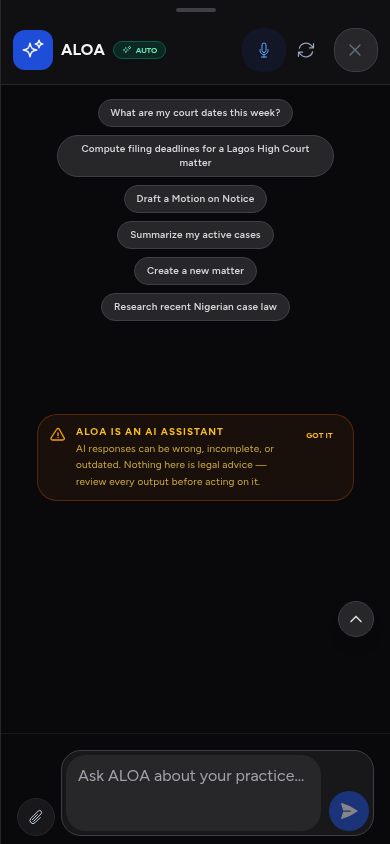 ALOA
AUTO
What are my court dates this week?
Compute filing deadlines for a Lagos High Court
matter
Draft a Motion on Notice
Summarize my active cases
Create a new matter
Research recent Nigerian case law
ALOA IS AN AI ASSISTANT
GOT IT
AI responses can be wrong, incomplete, or
outdated. Nothing here is legal advice —
review every output before acting on it.
Ask ALOA about your practice...